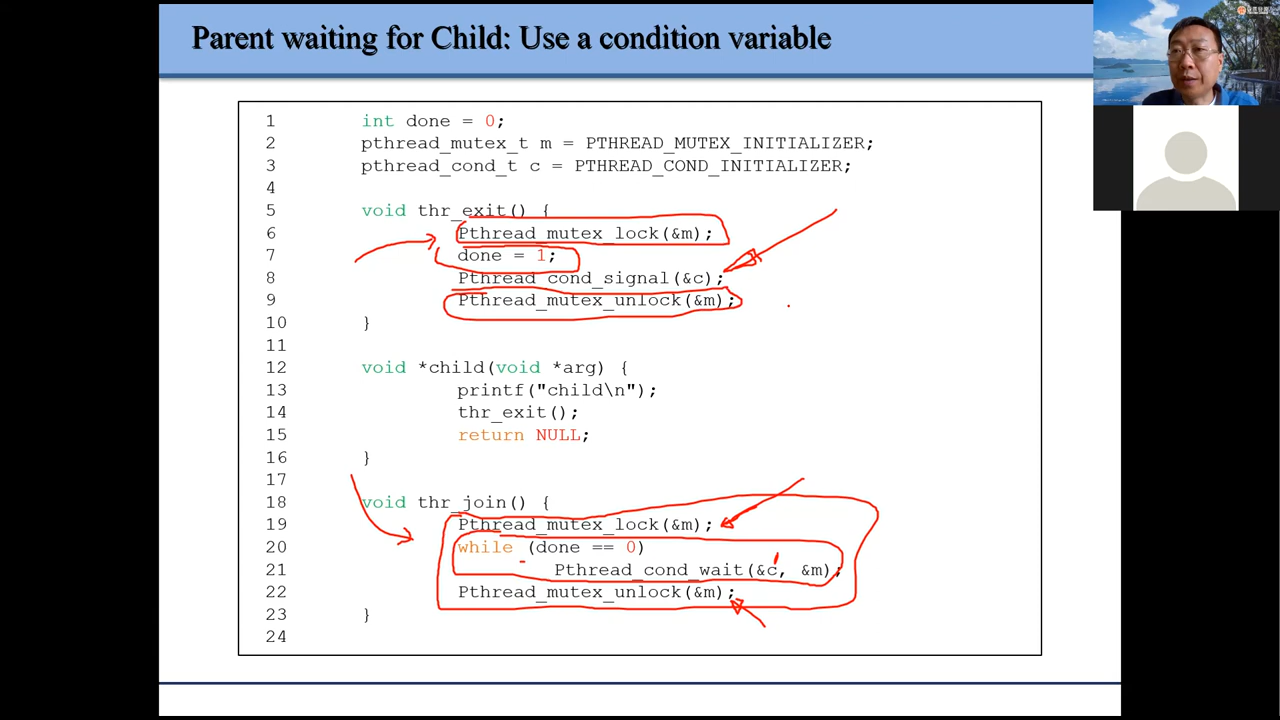 Parent waiting for Child: Use a condition variable
1 int done = 0;
2 pthread_mutex_t m = PTHREAD_MUTEX_INITIALIZER;
3 pthread_cond_t c = PTHREAD_COND_INITIALIZER;
4
5 void thr_exit() {
6 Pthread_mutex_lock(&m);
7 done = 1;
8 Pthread_cond_signal(&c);
9 Pthread_mutex_unlock(&m);
10 }
11
12 void *child(void *arg) {
13 printf("child\n");
14 thr_exit();
15 return NULL;
16 }
17
18 void thr_join() {
19 Pthread_mutex_lock(&m);
20 while (done == 0)
21 Pthread_cond_wait(&c, &m);
22 Pthread_mutex_unlock(&m);
23 }
24